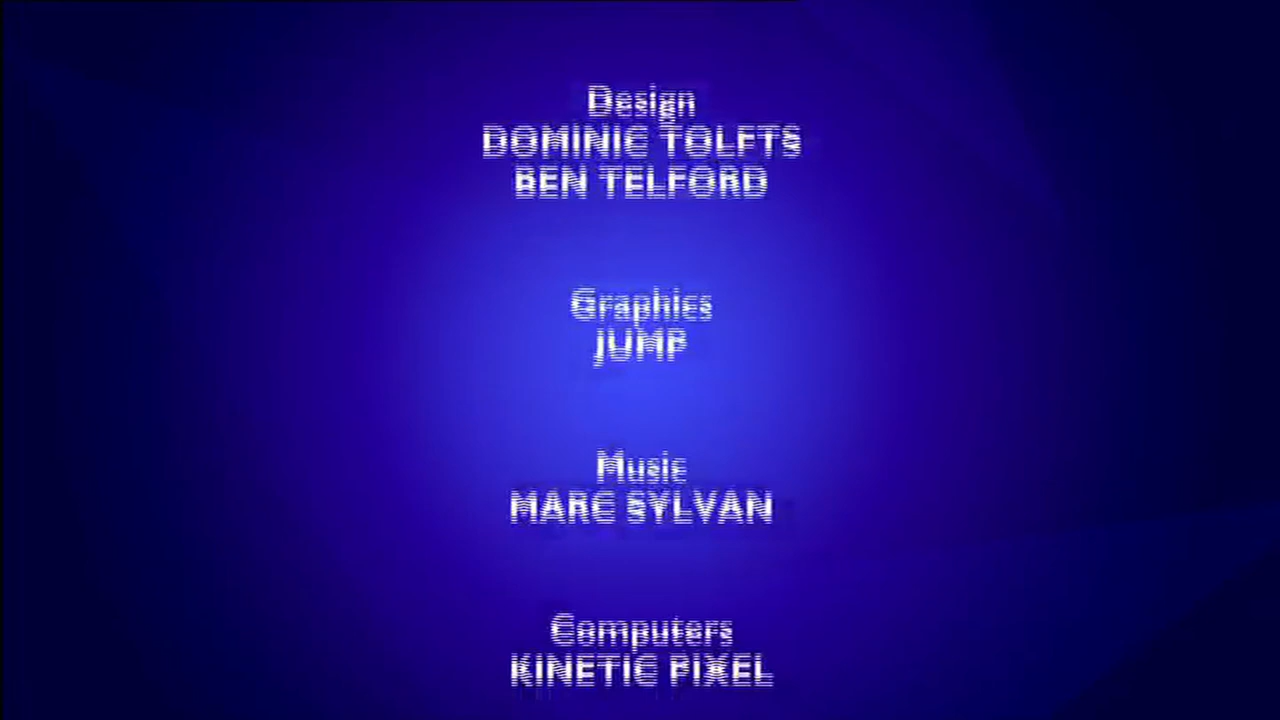 Design
DOMINIC TOLFTS
BEN TELFORD
Graphics
JUMP
Music
MARC SYLVAN
Computers
KINETIC PIXEL